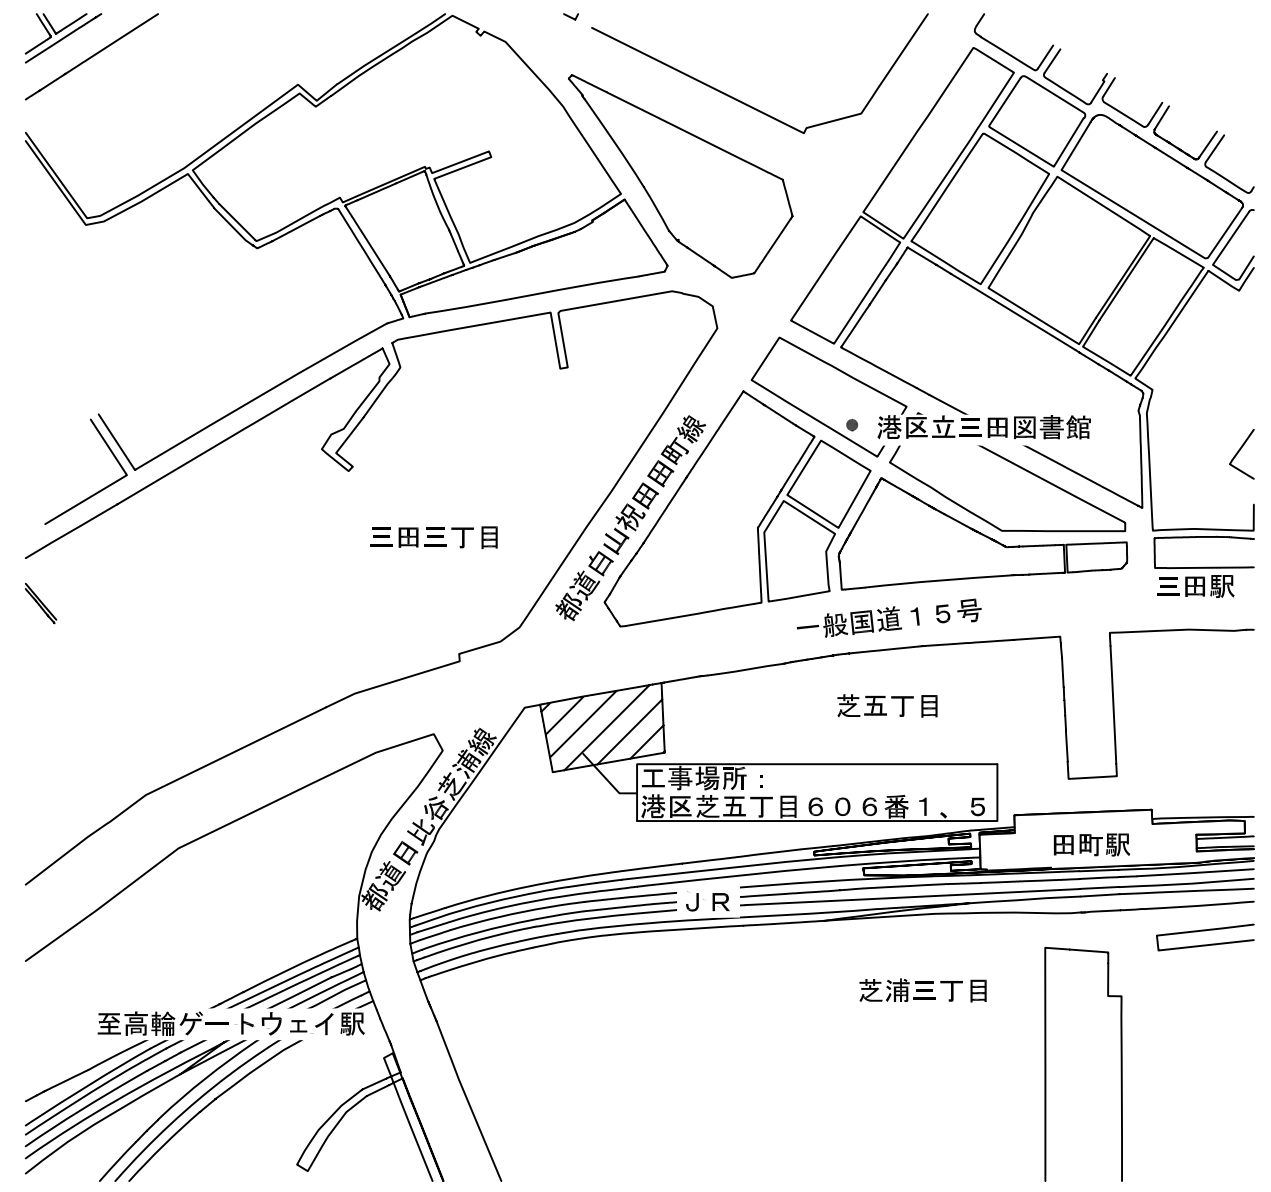 港区立三田図書館
都道白山祝田田町線
三田三丁目
三田駅
一般国道１５号
芝五丁目
都道日比谷芝浦線
工事場所：
港区芝五丁目６０６番１、５
田町駅
ＪＲ
芝浦三丁目
至高輪ゲートウェイ駅